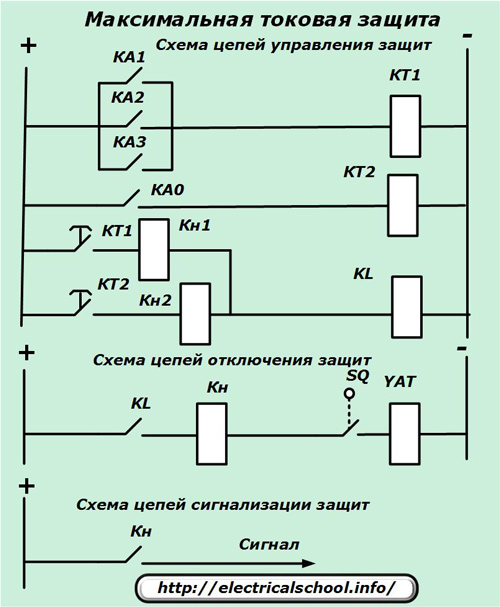 Максимальная токовая защита
Схема цепей управления защит
+
-
КА1
КА2
КА3
КТ1
КА0
КТ2
КТ1
Кн1
КТ2
Кн2
KL
Схема цепей отключения защит
+
-
KL
Кн
SQ
YAT
+
Схема цепей сигнализации защит
Кн
Сигнал
http://electricalschool.info/